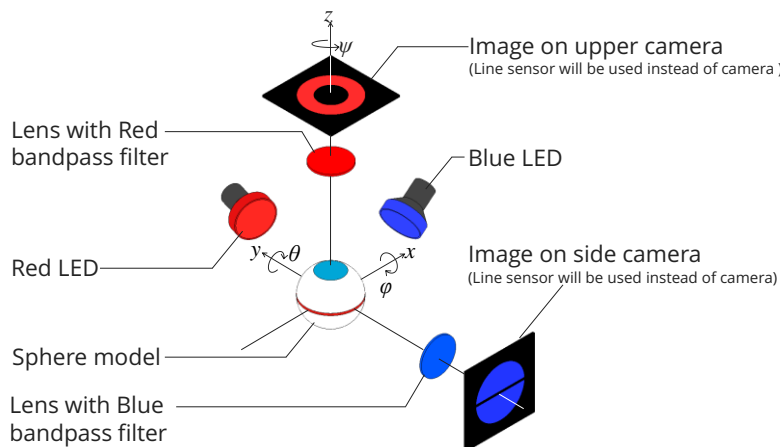 z
ψ
Image on upper camera
(Line sensor will be used instead of camera )
Lens with Red
bandpass filter
Blue LED
y
θ
x
φ
Red LED
Image on side camera
(Line sensor will be used instead of camera)
Sphere model
Lens with Blue
bandpass filter